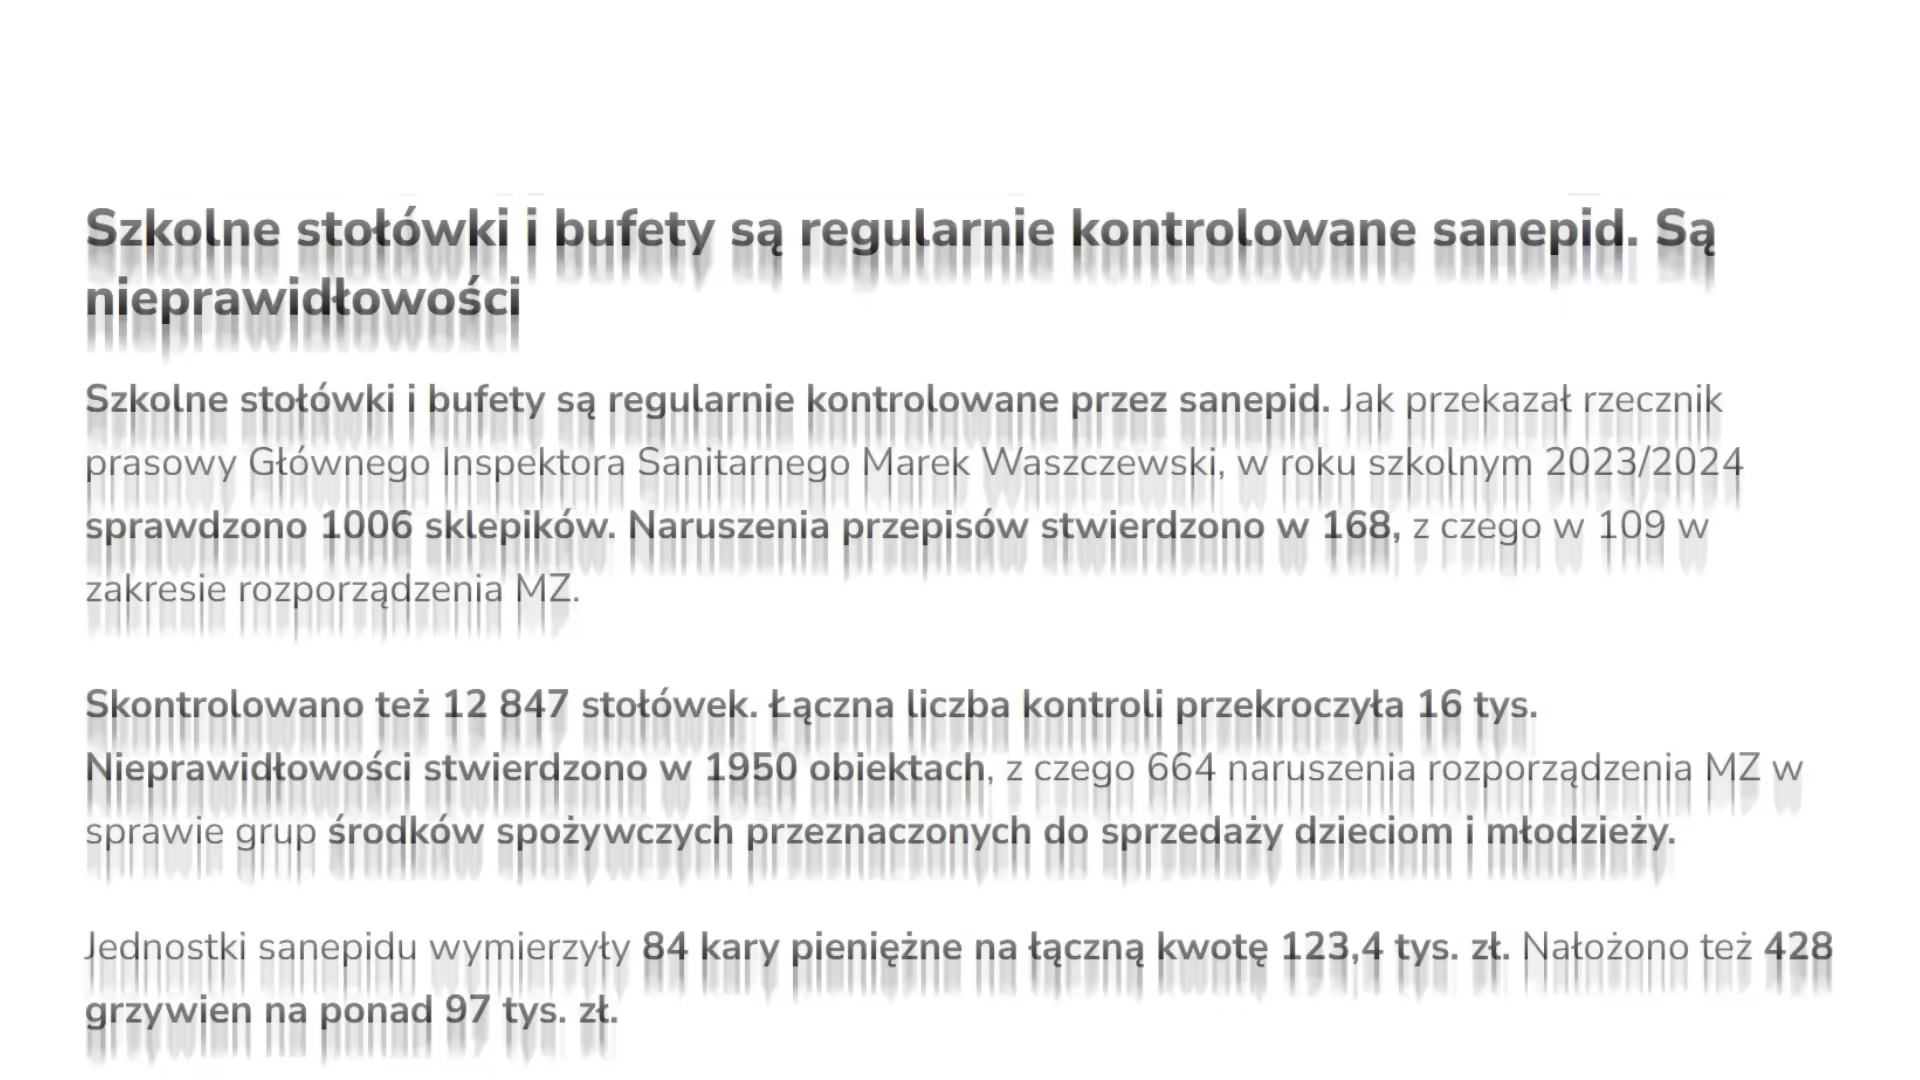 Szkolne stołówki i bufety są regularnie kontrolowane sanepid. Są
nieprawidłowości
Szkolne stołówki i bufety są regularnie kontrolowane przez sanepid. Jak przekazał rzecznik
prasowy Głównego Inspektora Sanitarnego Marek Waszczewski, w roku szkolnym 2023/2024
sprawdzono 1006 sklepików. Naruszenia przepisów stwierdzono w 168, z czego w 109 w
zakresie rozporządzenia MZ.
Skontrolowano też 12 847 stołówek. Łączna liczba kontroli przekroczyła 16 tys.
Nieprawidłowości stwierdzono w 1950 obiektach, z czego 664 naruszenia rozporządzenia MZ w
sprawie grup środków spożywczych przeznaczonych do sprzedaży dzieciom i młodzieży.
Jednostki sanepidu wymierzyły 84 kary pieniężne na łączną kwotę 123,4 tys. zł. Nałożono też 428
grzywien na ponad 97 tys. zł.